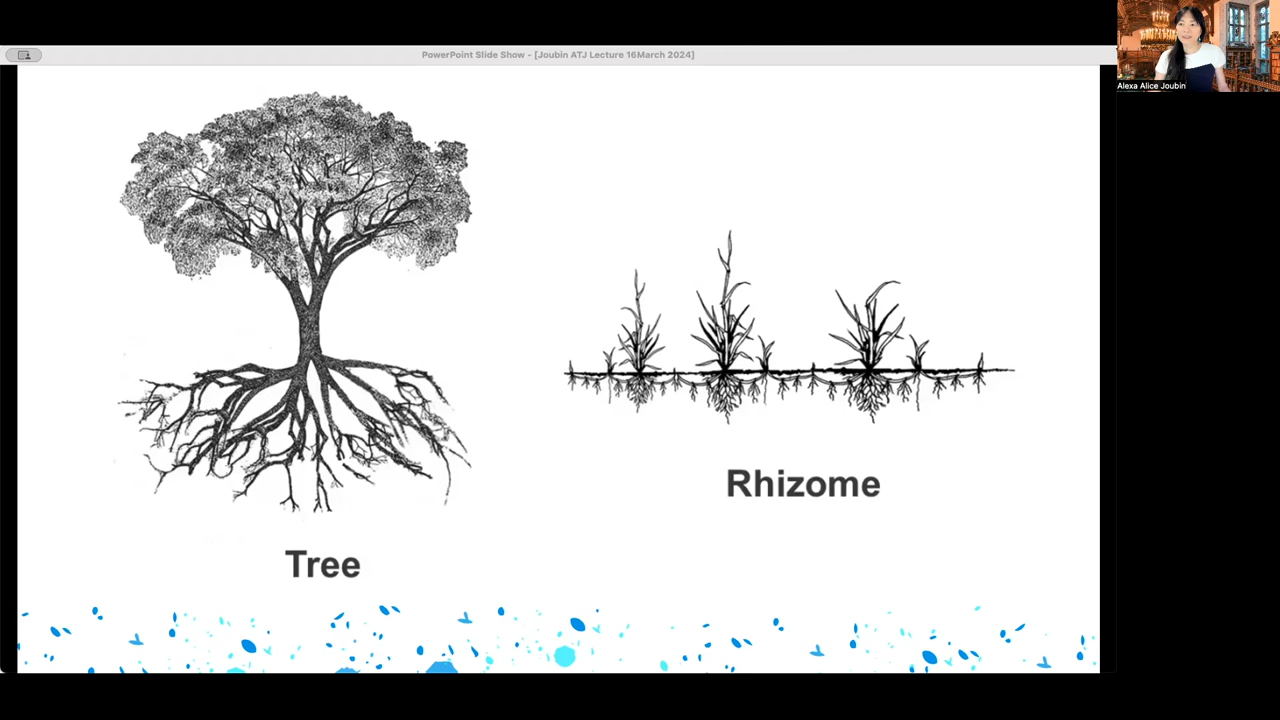 PowerPoint Slide Show - [Joubin ATJ Lecture 16March 2024]
Alexa Alice Joubin
Rhizome
Tree